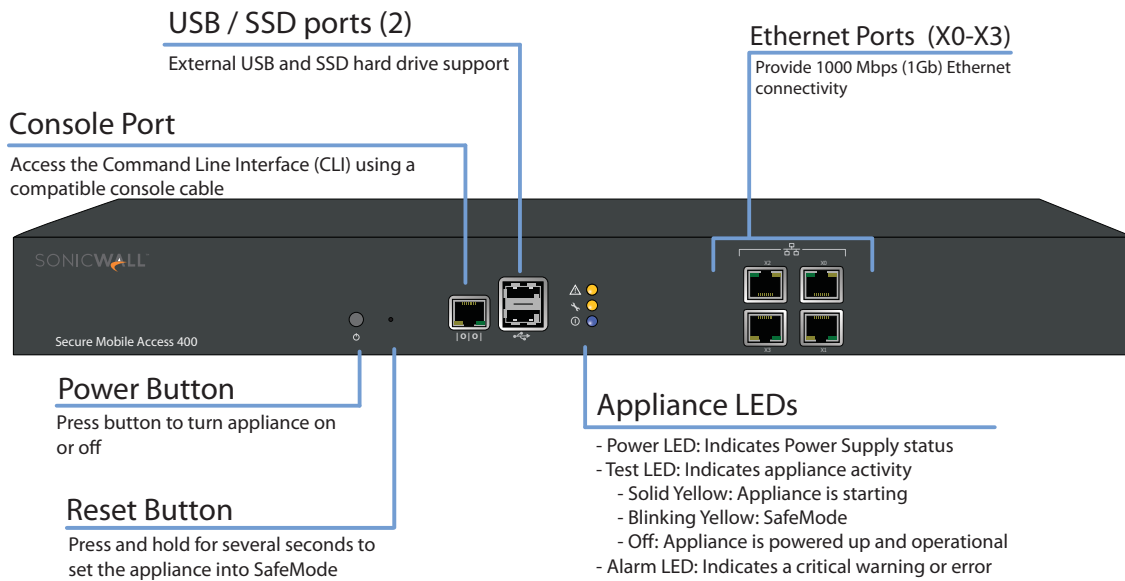 USB / SSD ports (2)
External USB and SSD hard drive support
Ethernet Ports (X0-X3)
Provide 1000 Mbps (1Gb) Ethernet
connectivity
Console Port
Access the Command Line Interface (CLI) using a
compatible console cable
SONICWALL
X2
X0
|O|O|
X3
X1
Secure Mobile Access 400
Power Button
Press button to turn appliance on
or off
Reset Button
Press and hold for several seconds to
set the appliance into SafeMode
Appliance LEDs
- Power LED: Indicates Power Supply status
- Test LED: Indicates appliance activity
- Solid Yellow: Appliance is starting
- Blinking Yellow: SafeMode
- Off: Appliance is powered up and operational
- Alarm LED: Indicates a critical warning or error